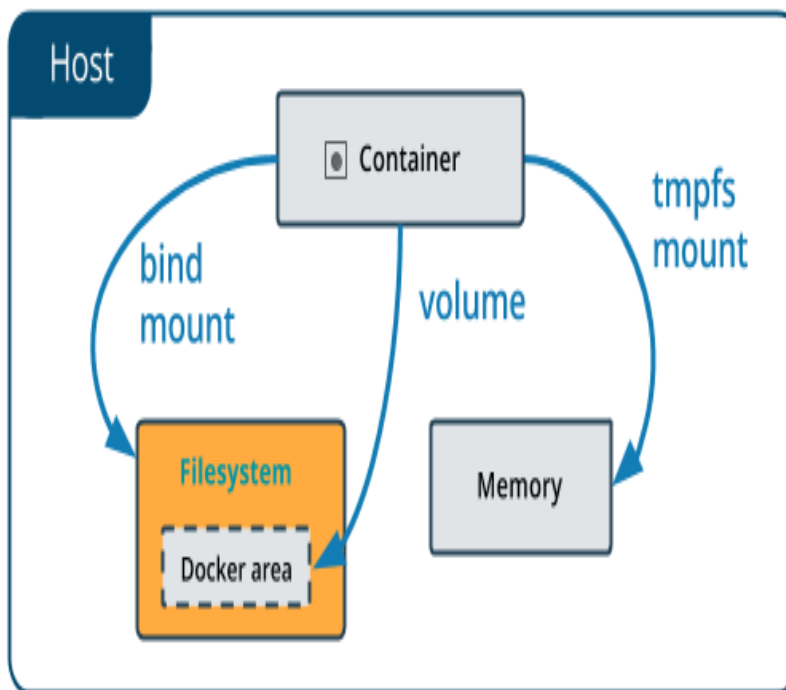 Host
Container
tmpfs
mount
bind
mount
volume
Filesystem
Memory
Docker area